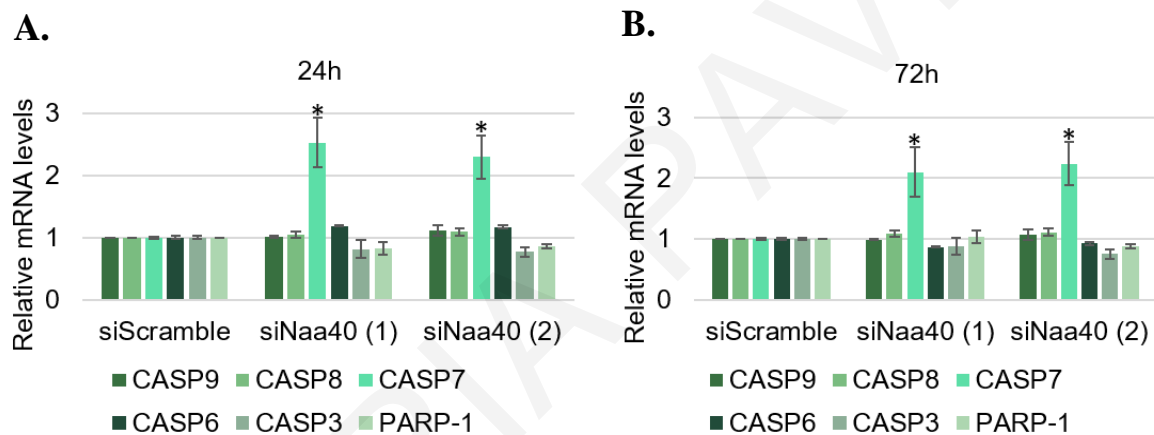 A.
24h
Relative mRNA levels
3
2
1
0
*
*
siScramble siNaa40 (1) siNaa40 (2)
CASP9 CASP8 CASP7
CASP6 CASP3 PARP-1
B.
72h
Relative mRNA levels
3
2
1
0
*
*
siScramble siNaa40 (1) siNaa40 (2)
CASP9 CASP8 CASP7
CASP6 CASP3 PARP-1